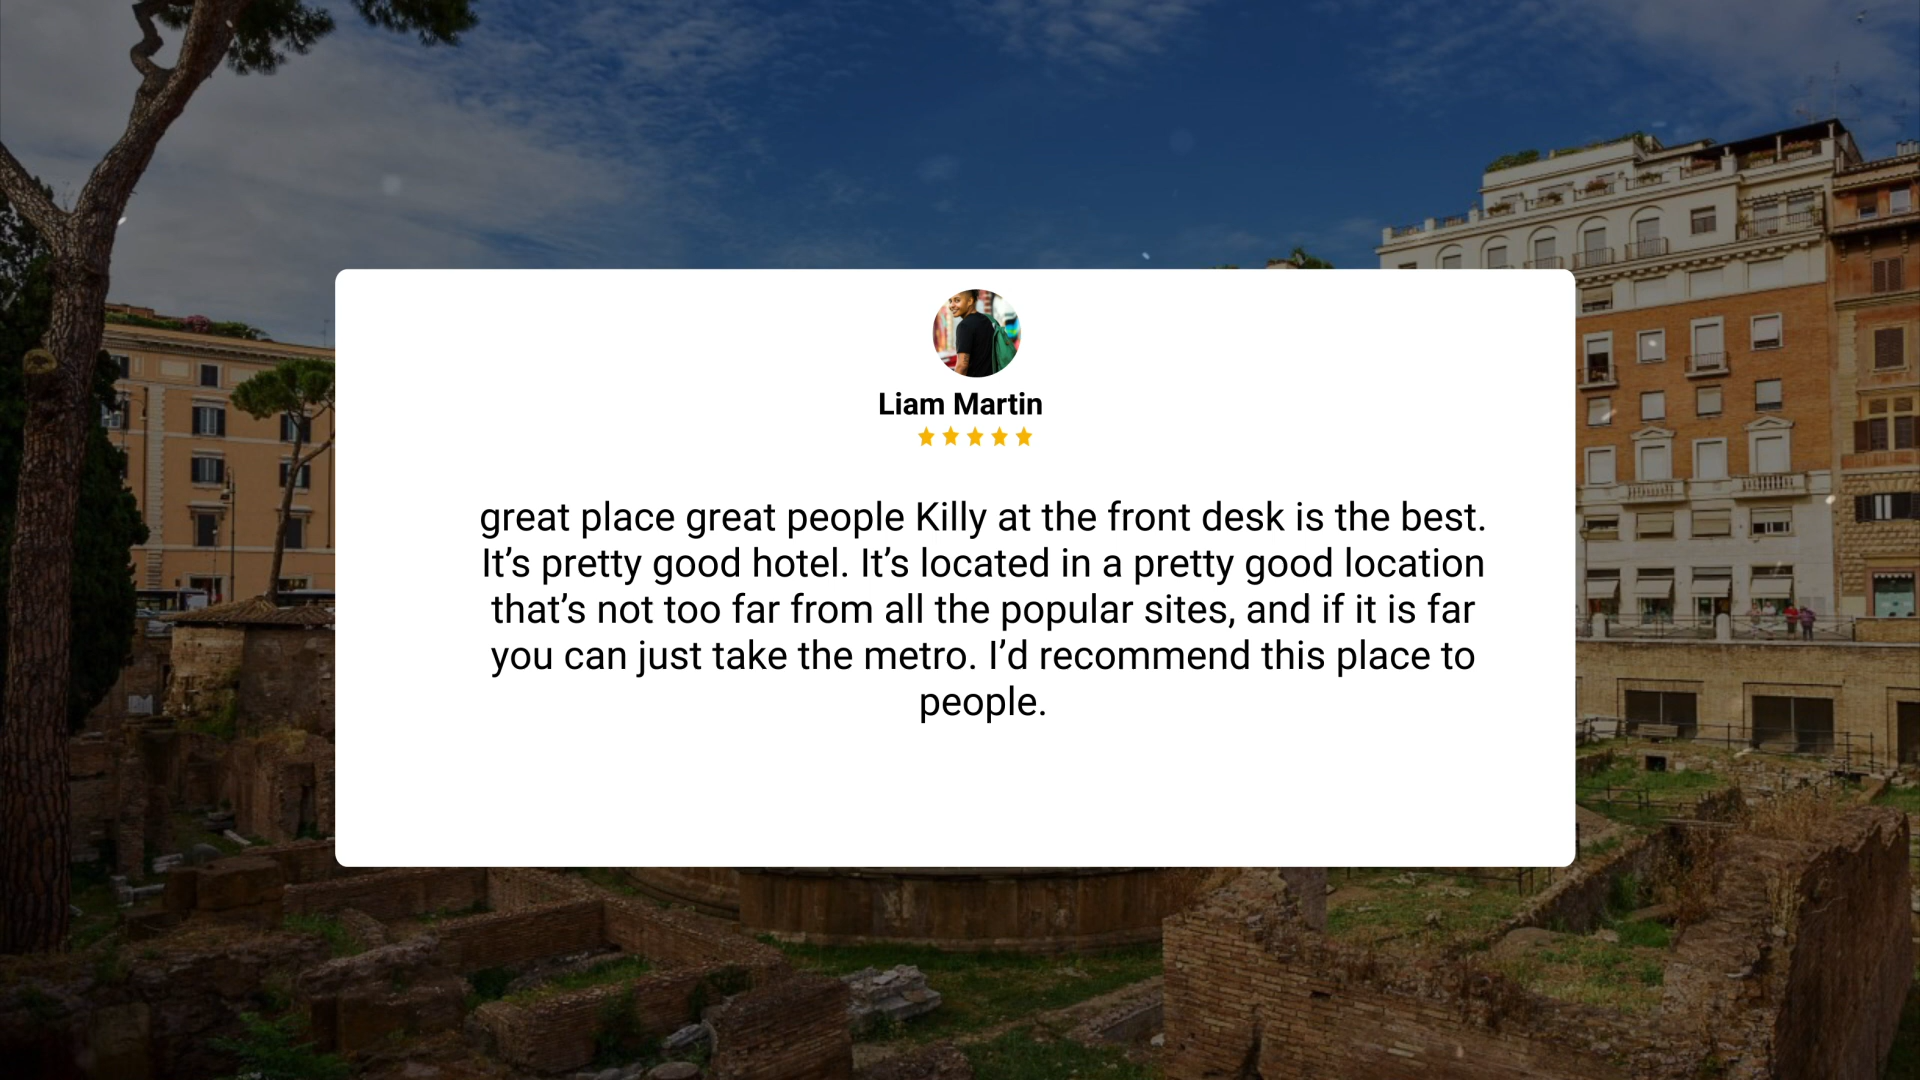 Liam Martin
great place great people Killy at the front desk is the best.
It’s pretty good hotel. It’s located in a pretty good location
that’s not too far from all the popular sites, and if it is far
you can just take the metro. I’d recommend this place to
people.